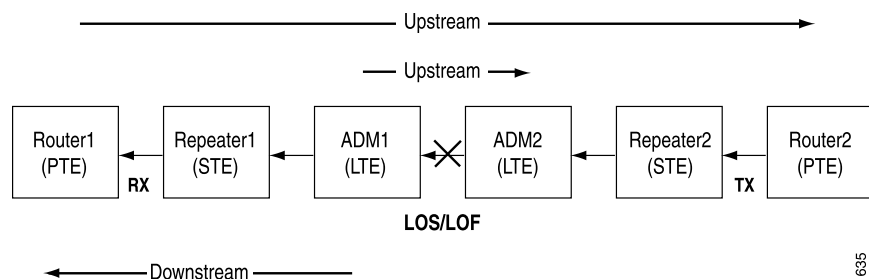 Upstream
Upstream
Router1
(PTE)
Repeater1
(STE)
ADM1
(LTE)
ADM2
(LTE)
Repeater2
(STE)
Router2
(PTE)
RX
TX
LOS/LOF
Downstream
635